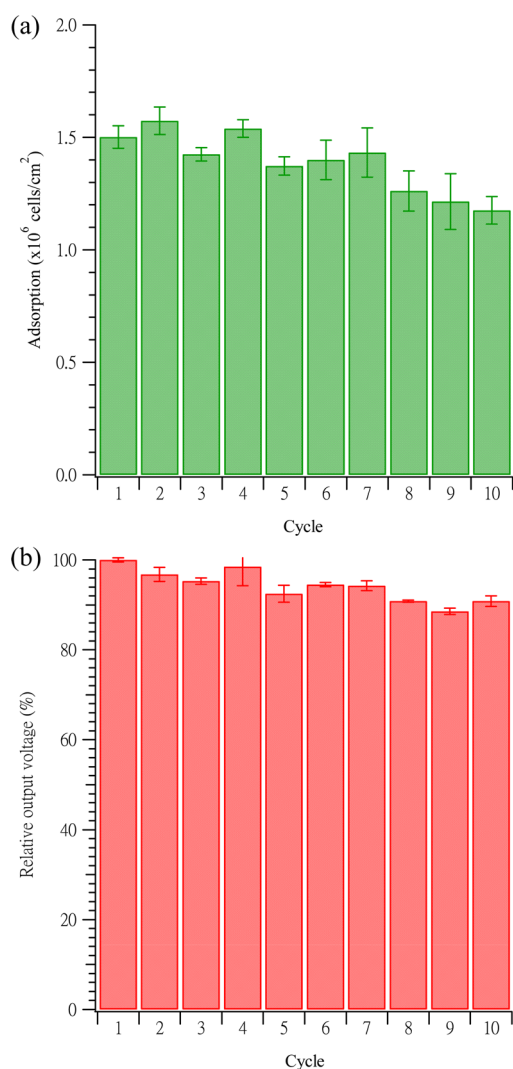 (a)
2.0
1.5
1.0
0.5
0.0
Adsorption (x10⁶ cells/cm²)
1 2 3 4 5 6 7 8 9 10
Cycle
(b)
100
80
60
40
20
0
Relative output voltage (%)
1 2 3 4 5 6 7 8 9 10
Cycle